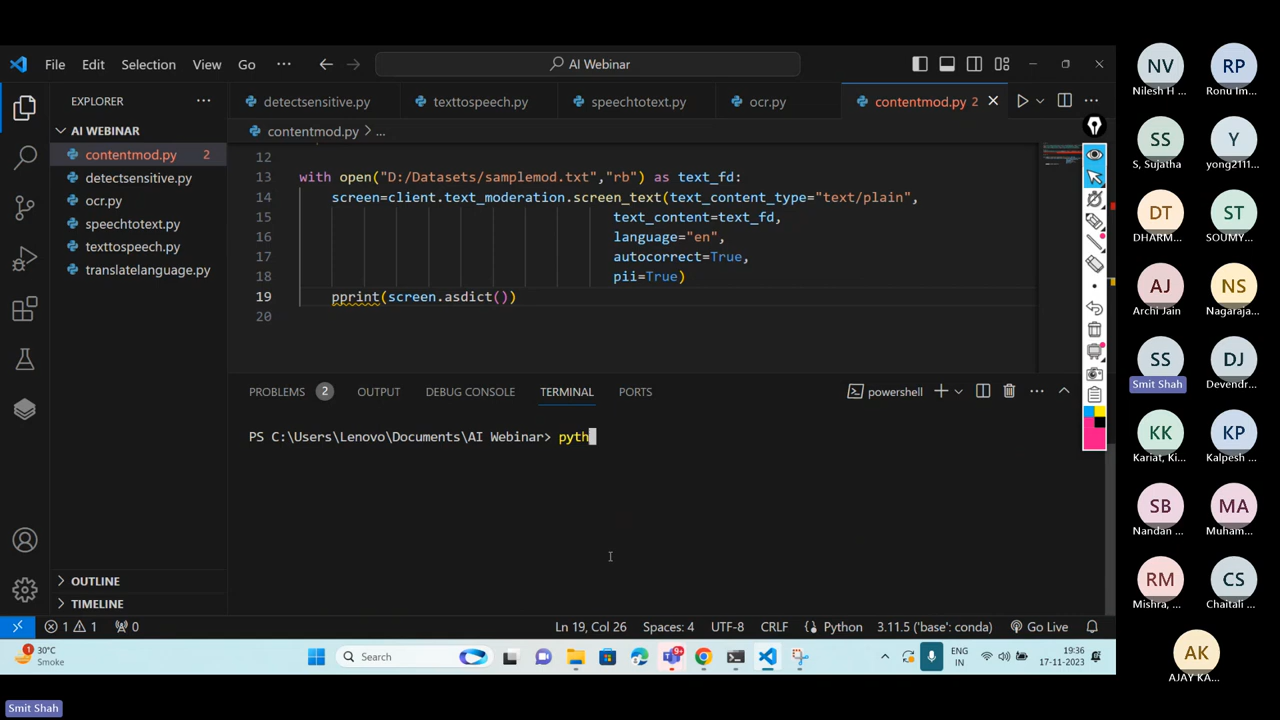 File Edit Selection View Go ··· AI Webinar
EXPLORER ···
detectsensitive.py texttospeech.py speechtotext.py ocr.py contentmod.py 2
contentmod.py > ...
AI WEBINAR
contentmod.py 2
detectsensitive.py
ocr.py
speechtotext.py
texttospeech.py
translatelanguage.py
OUTLINE
TIMELINE
12
13 with open("D:/Datasets/samplemod.txt","rb") as text_fd:
14 screen=client.text_moderation.screen_text(text_content_type="text/plain",
15 text_content=text_fd,
16 language="en",
17 autocorrect=True,
18 pii=True)
19 pprint(screen.asdict())
20
PROBLEMS 2 OUTPUT DEBUG CONSOLE TERMINAL PORTS powershell
PS C:\Users\Lenovo\Documents\AI Webinar> pyth
1 1 0 Ln 19, Col 26 Spaces: 4 UTF-8 CRLF Python 3.11.5 ('base': conda) Go Live
30°C
Smoke
Search
9+
ENG
IN
19:36
17-11-2023
NV RP
Nilesh H ... Ronu Im...
SS Y
S, Sujatha yong2111...
DT ST
DHARM... SOUMY...
AJ NS
Archi Jain Nagaraja...
SS DJ
Smit Shah Devendr...
KK KP
Kariat, Ki... Kalpesh ...
SB MA
Nandan ... Muham...
RM CS
Mishra, ... Chaitali ...
AK
AJAY KA...
Smit Shah